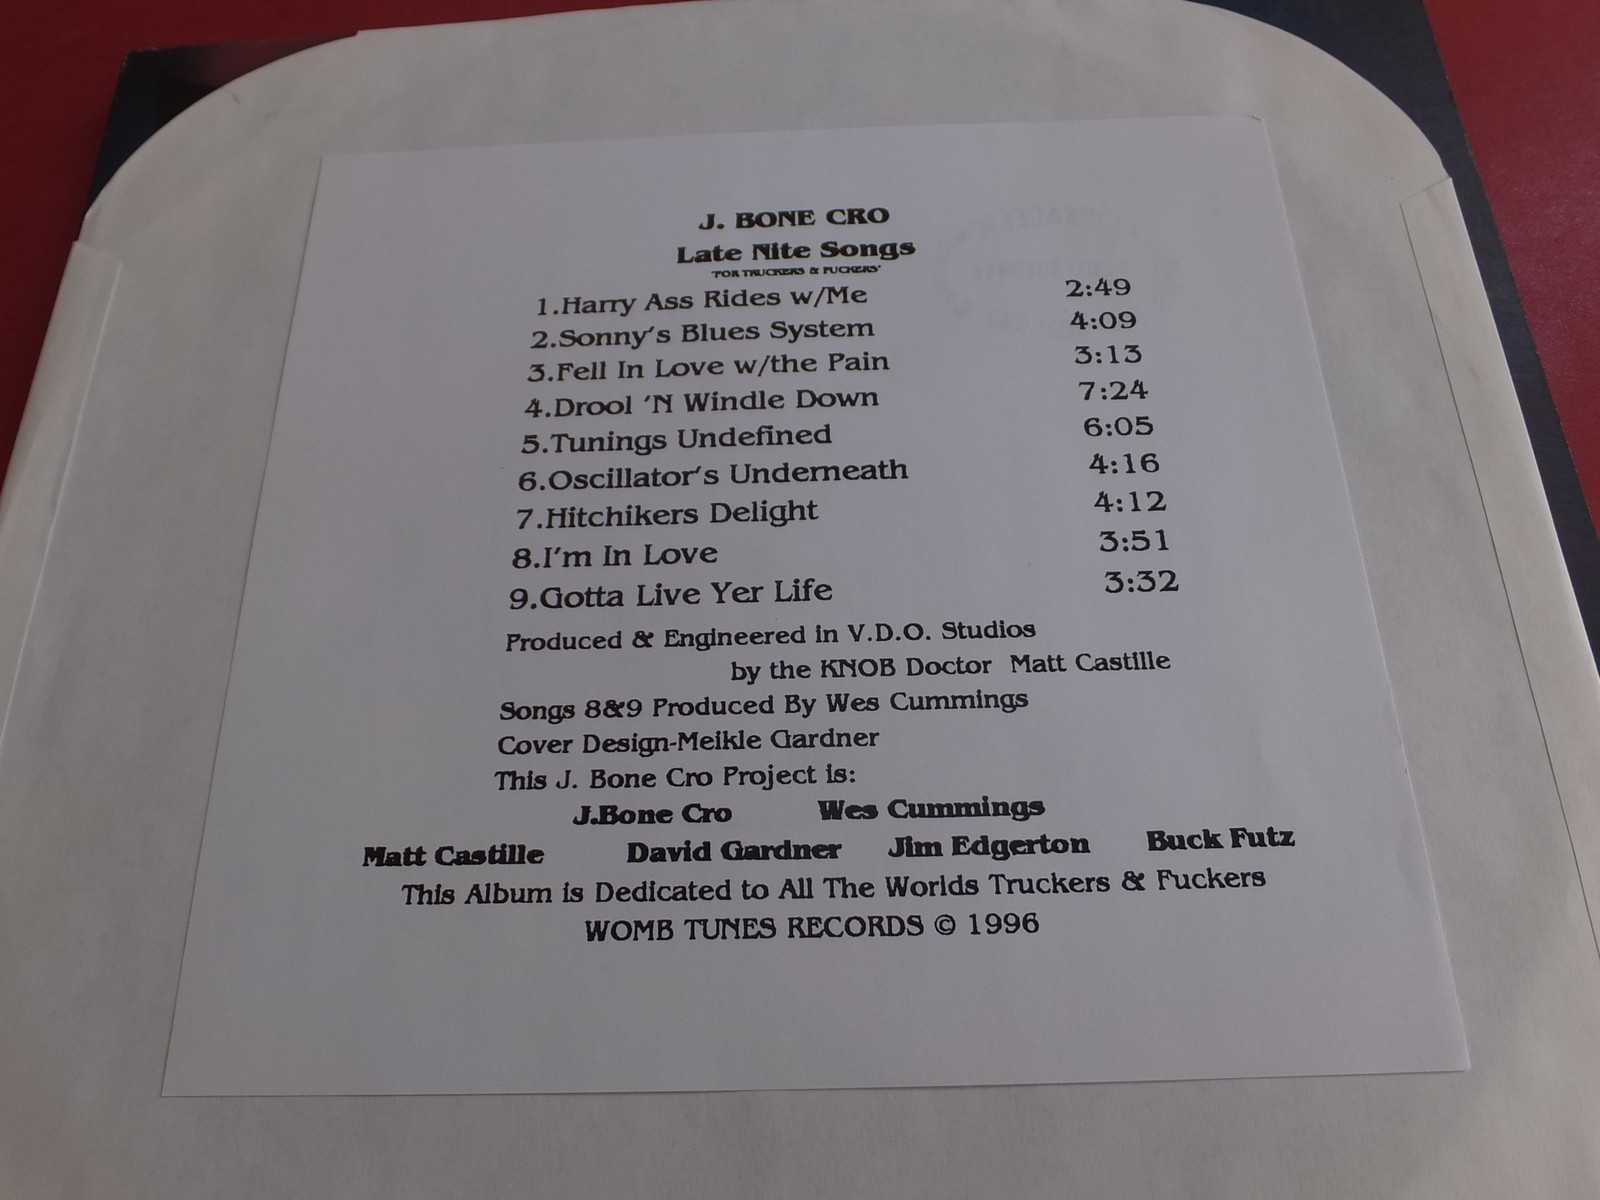 J. BONE CRO
Late Nite Songs
"FOR TRUCKERS & FUCKERS"
1.Harry Ass Rides w/Me 2:49
2.Sonny's Blues System 4:09
3.Fell In Love w/the Pain 3:13
4.Drool 'N Windle Down 7:24
5.Tunings Undefined 6:05
6.Oscillator's Underneath 4:16
7.Hitchikers Delight 4:12
8.I'm In Love 3:51
9.Gotta Live Yer Life 3:32
Produced & Engineered in V.D.O. Studios
by the KNOB Doctor Matt Castille
Songs 8&9 Produced By Wes Cummings
Cover Design-Meikle Gardner
This J. Bone Cro Project is:
J.Bone Cro Wes Cummings
Matt Castille David Gardner Jim Edgerton Buck Futz
This Album is Dedicated to All The Worlds Truckers & Fuckers
WOMB TUNES RECORDS © 1996